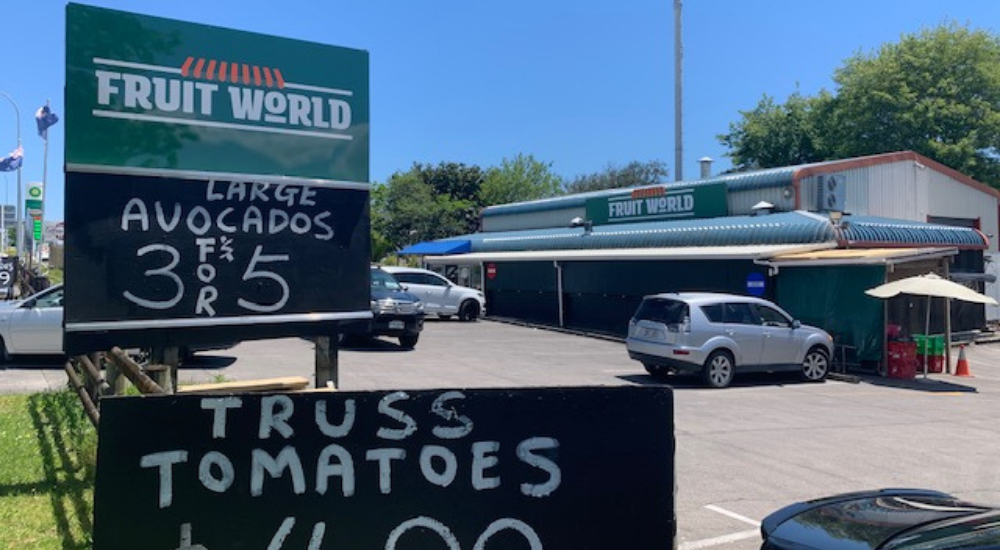 FRUIT WORLD
LARGE
AVOCADOS
3 FOR $5
TRUSS
TOMATOES
FRUIT WORLD